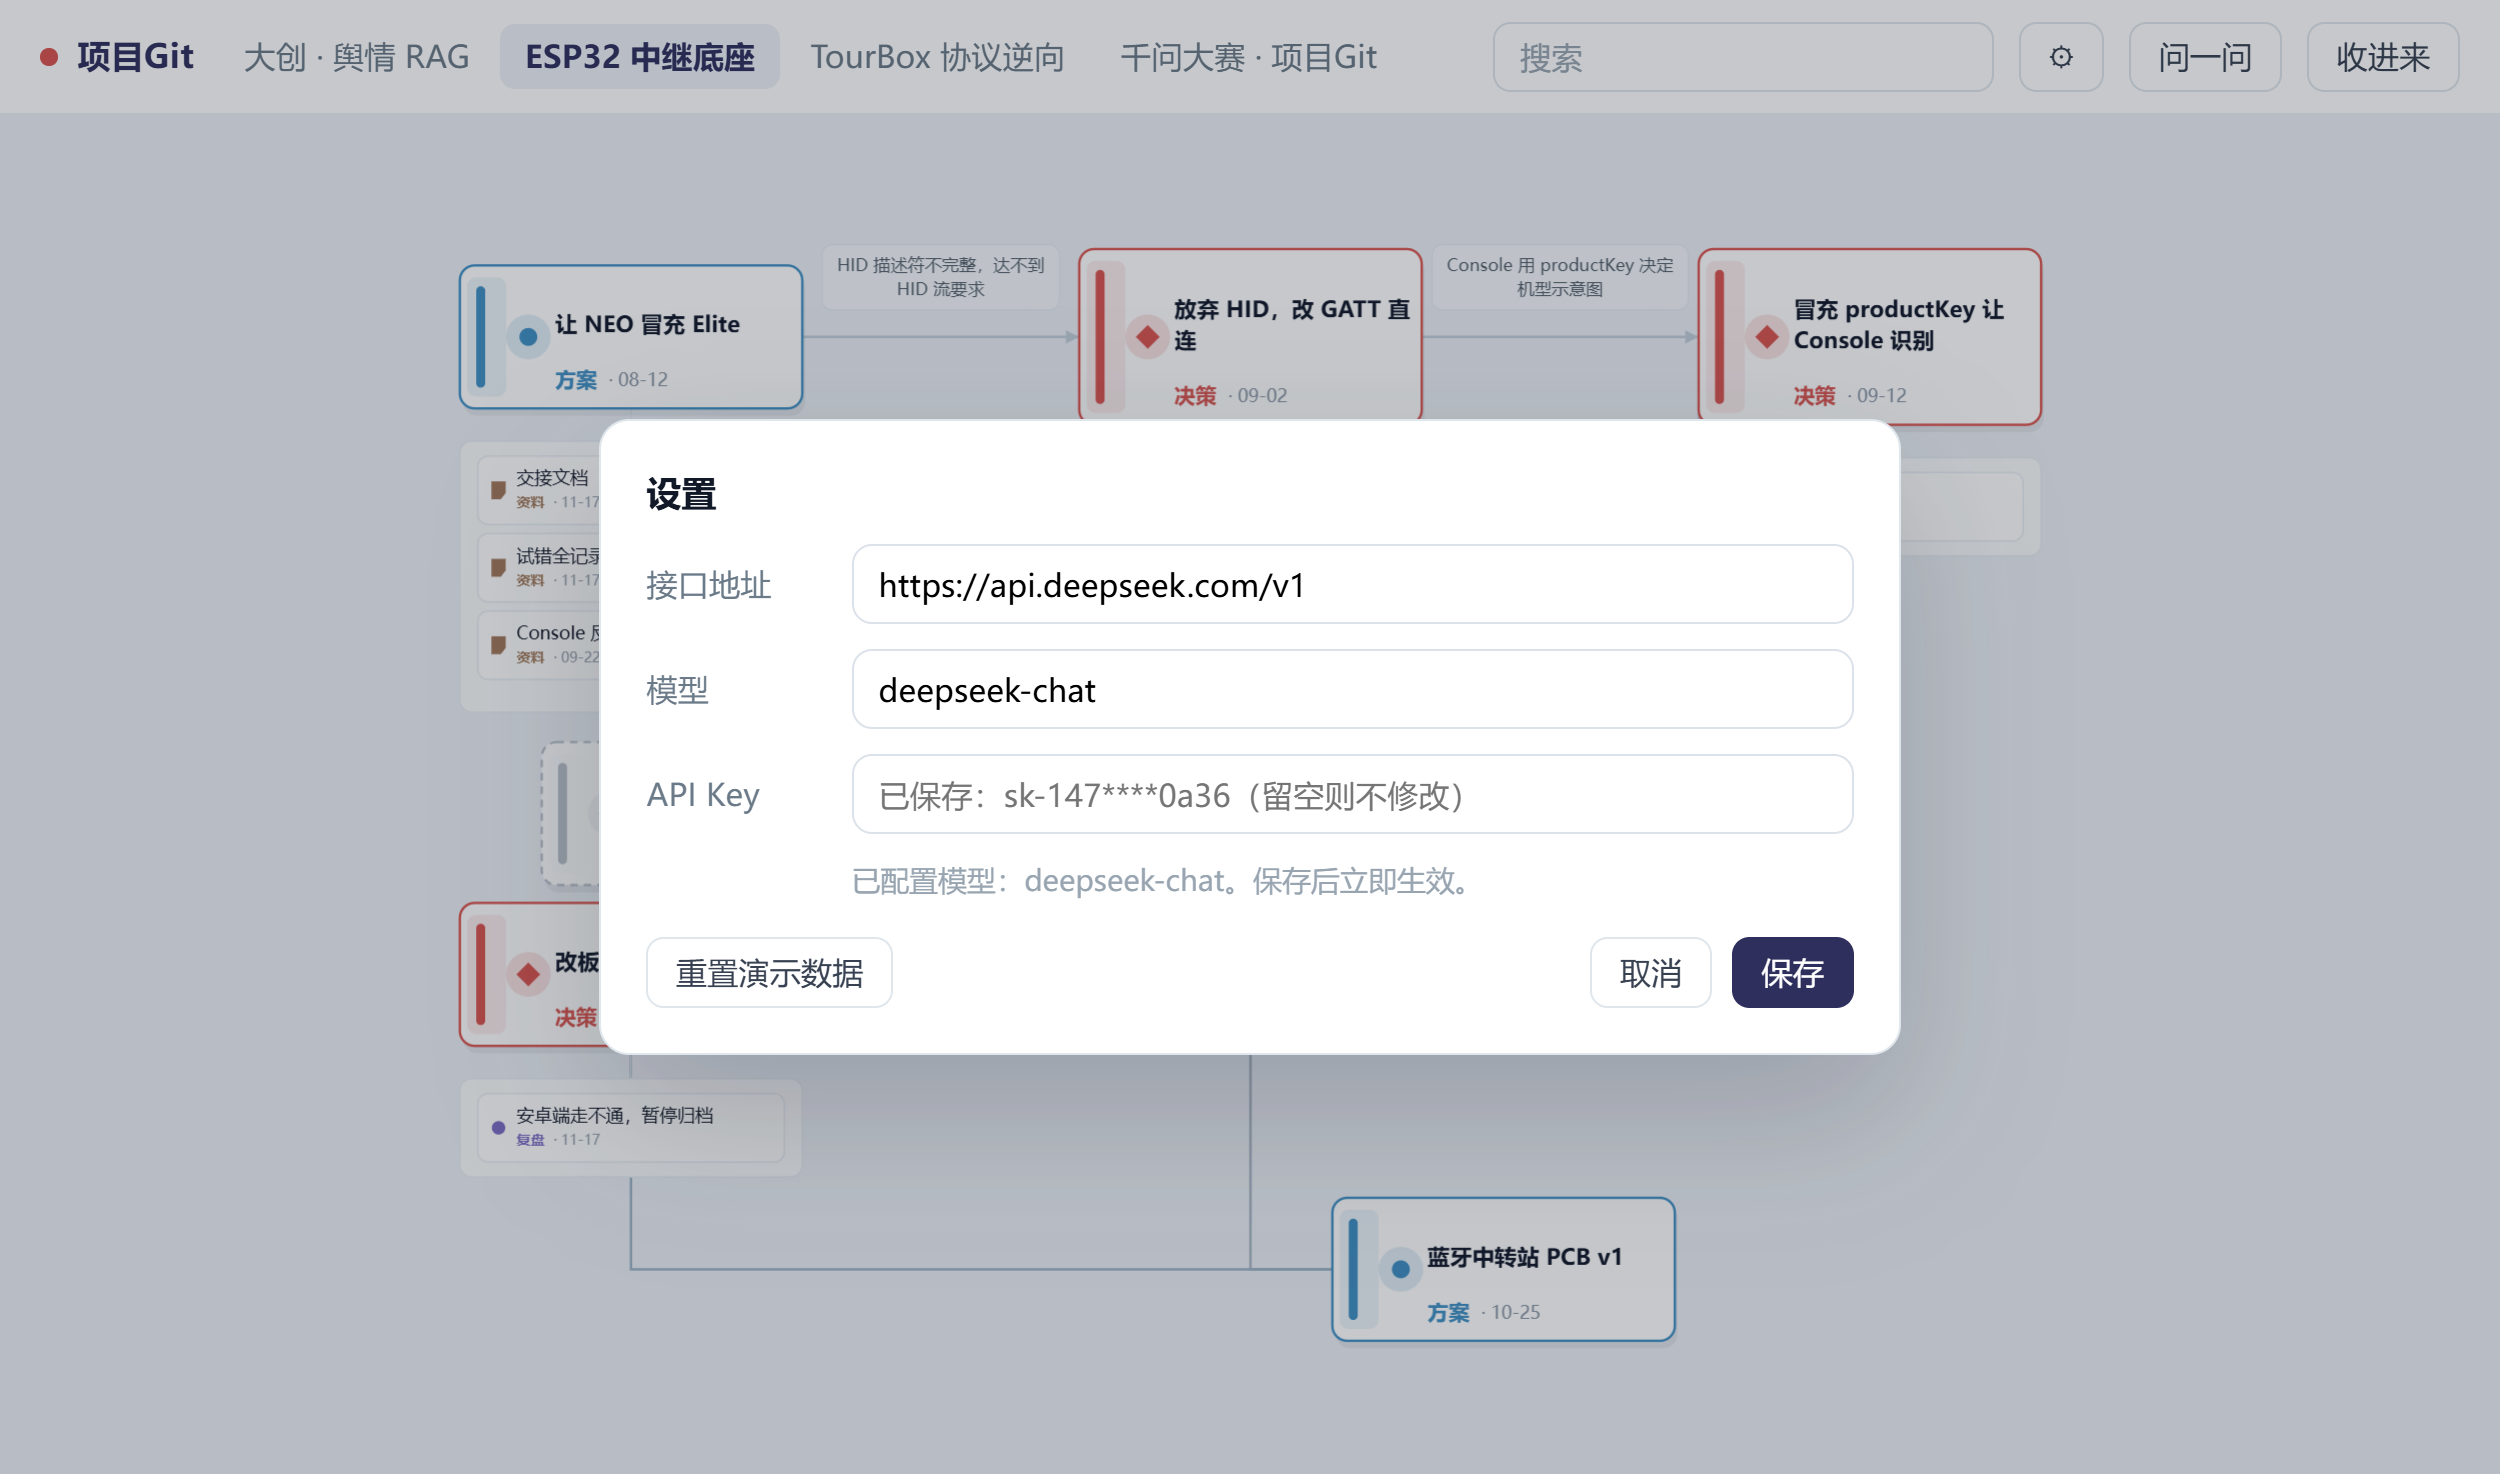 项目Git
大创 · 舆情 RAG
ESP32 中继底座
TourBox 协议逆向
千问大赛 · 项目Git
搜索
问一问
收进来
让 NEO 冒充 Elite
方案 · 08-12
HID 描述符不完整，达不到
HID 流要求
放弃 HID，改 GATT 直
连
决策 · 09-02
Console 用 productKey 决定
机型示意图
冒充 productKey 让
Console 识别
决策 · 09-12
交接文档
资料 · 11-17
试错全记录
资料 · 11-17
Console
资料 · 09-22
设置
接口地址
https://api.deepseek.com/v1
模型
deepseek-chat
API Key
已保存：sk-147****0a36（留空则不修改）
已配置模型：deepseek-chat。保存后立即生效。
重置演示数据
取消
保存
改板
决策
安卓端走不通，暂停归档
复盘 · 11-17
蓝牙中转站 PCB v1
方案 · 10-25